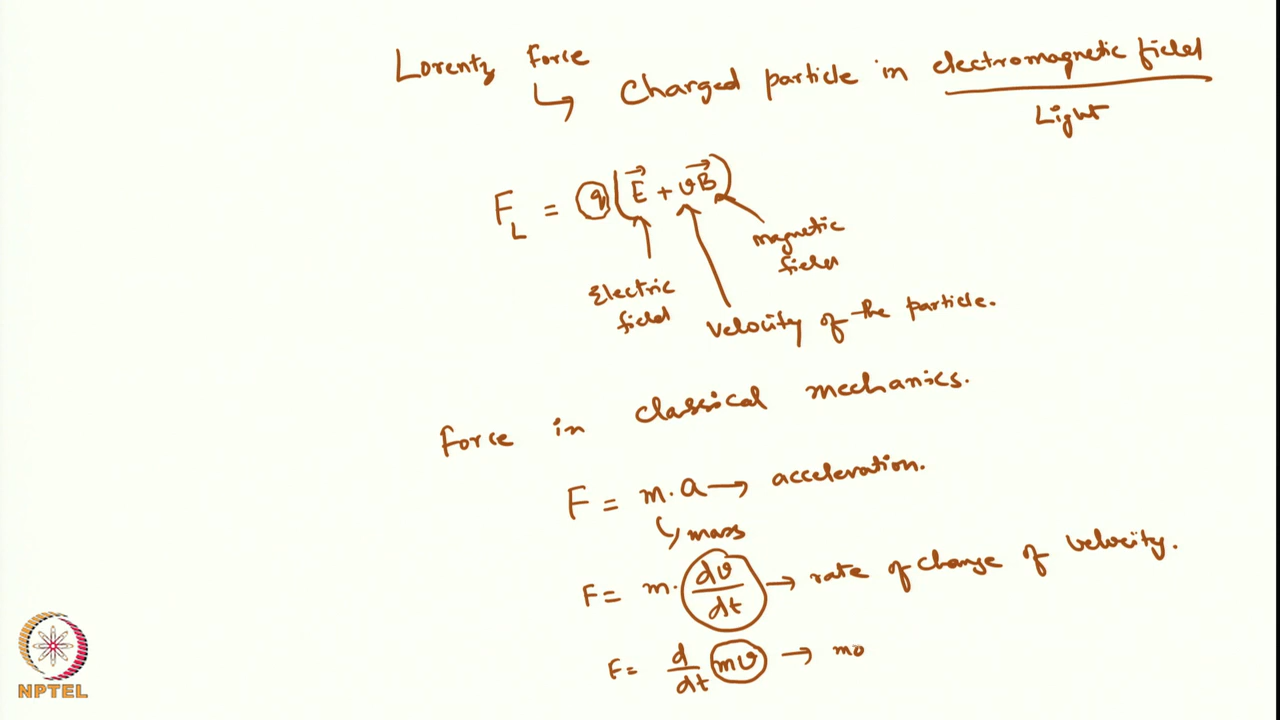 Lorentz force
↳ Charged particle in electromagnetic field
Light
F_L = q(E⃗ + vB⃗)
magnetic
field
Electric
field
velocity of the particle.
force in classical mechanics.
F = m.a → acceleration.
↳ mass
F = m. dv/dt → rate of change of velocity.
F = d/dt mv → mo
NPTEL